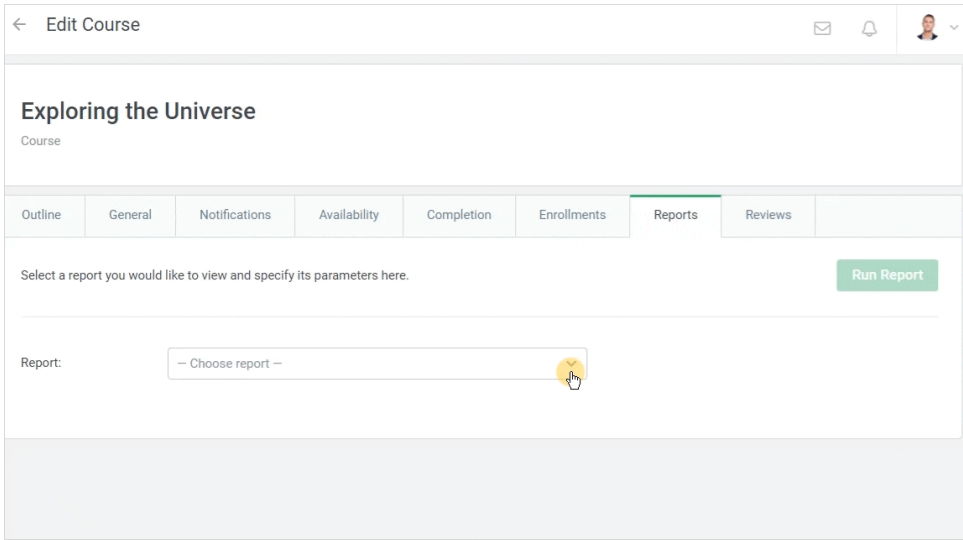 Edit Course
Exploring the Universe
Course
Outline General Notifications Availability Completion Enrollments Reports Reviews
Select a report you would like to view and specify its parameters here. Run Report
Report: — Choose report —